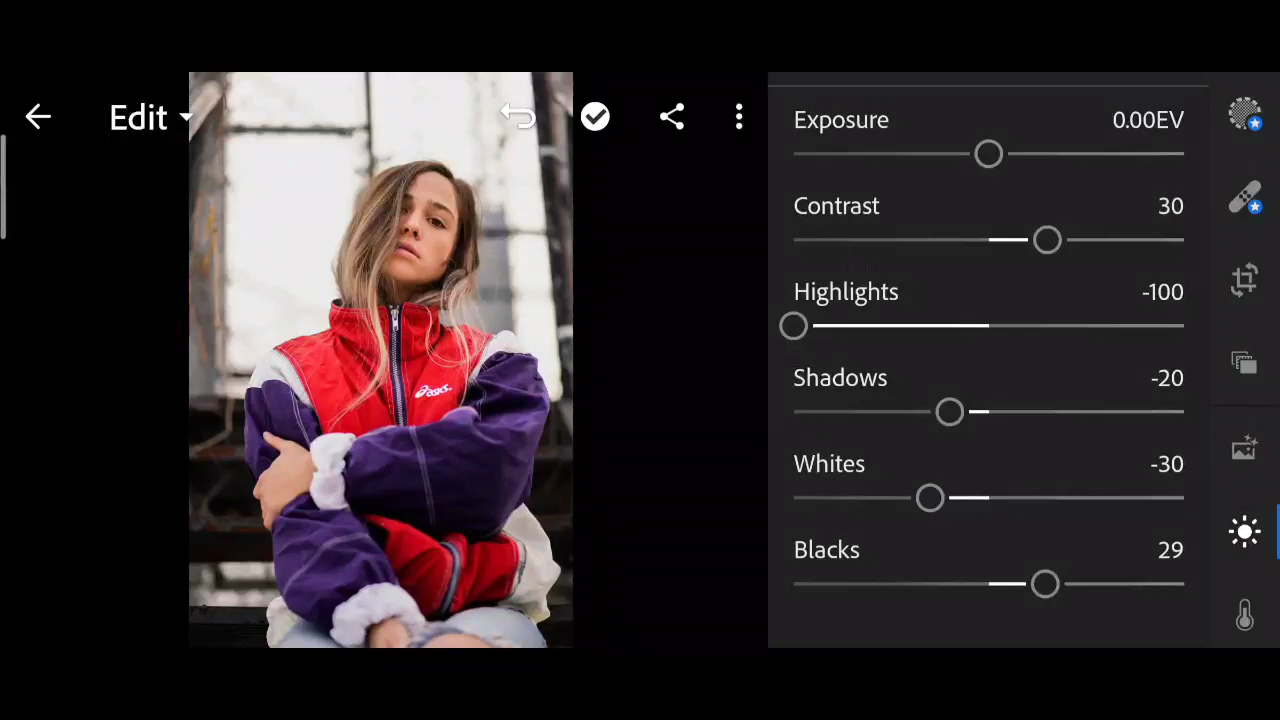 Edit
Exposure 0.00EV
Contrast 30
Highlights -100
Shadows -20
Whites -30
Blacks 29
asics